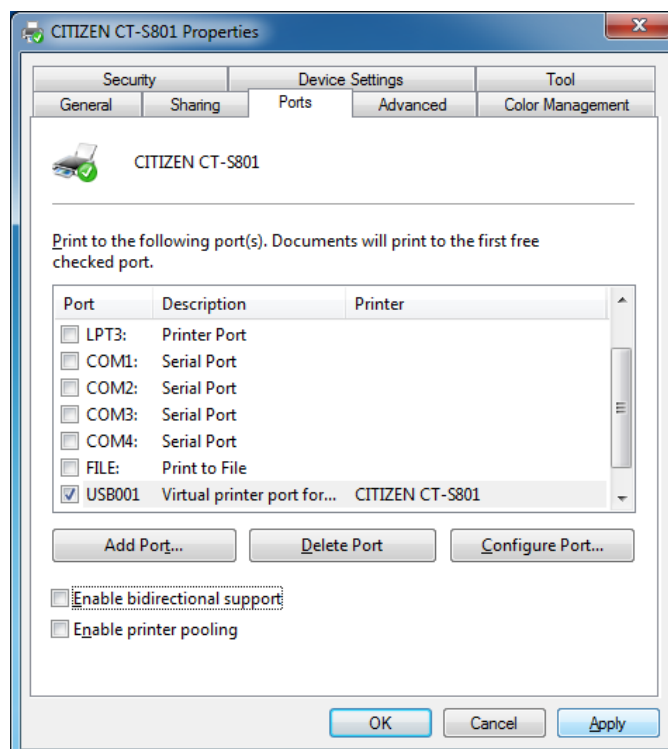 CITIZEN CT-S801 Properties
Security Device Settings Tool
General Sharing Ports Advanced Color Management
CITIZEN CT-S801
Print to the following port(s). Documents will print to the first free
checked port.
Port Description Printer
LPT3: Printer Port
COM1: Serial Port
COM2: Serial Port
COM3: Serial Port
COM4: Serial Port
FILE: Print to File
USB001 Virtual printer port for... CITIZEN CT-S801
Add Port... Delete Port Configure Port...
Enable bidirectional support
Enable printer pooling
OK Cancel Apply